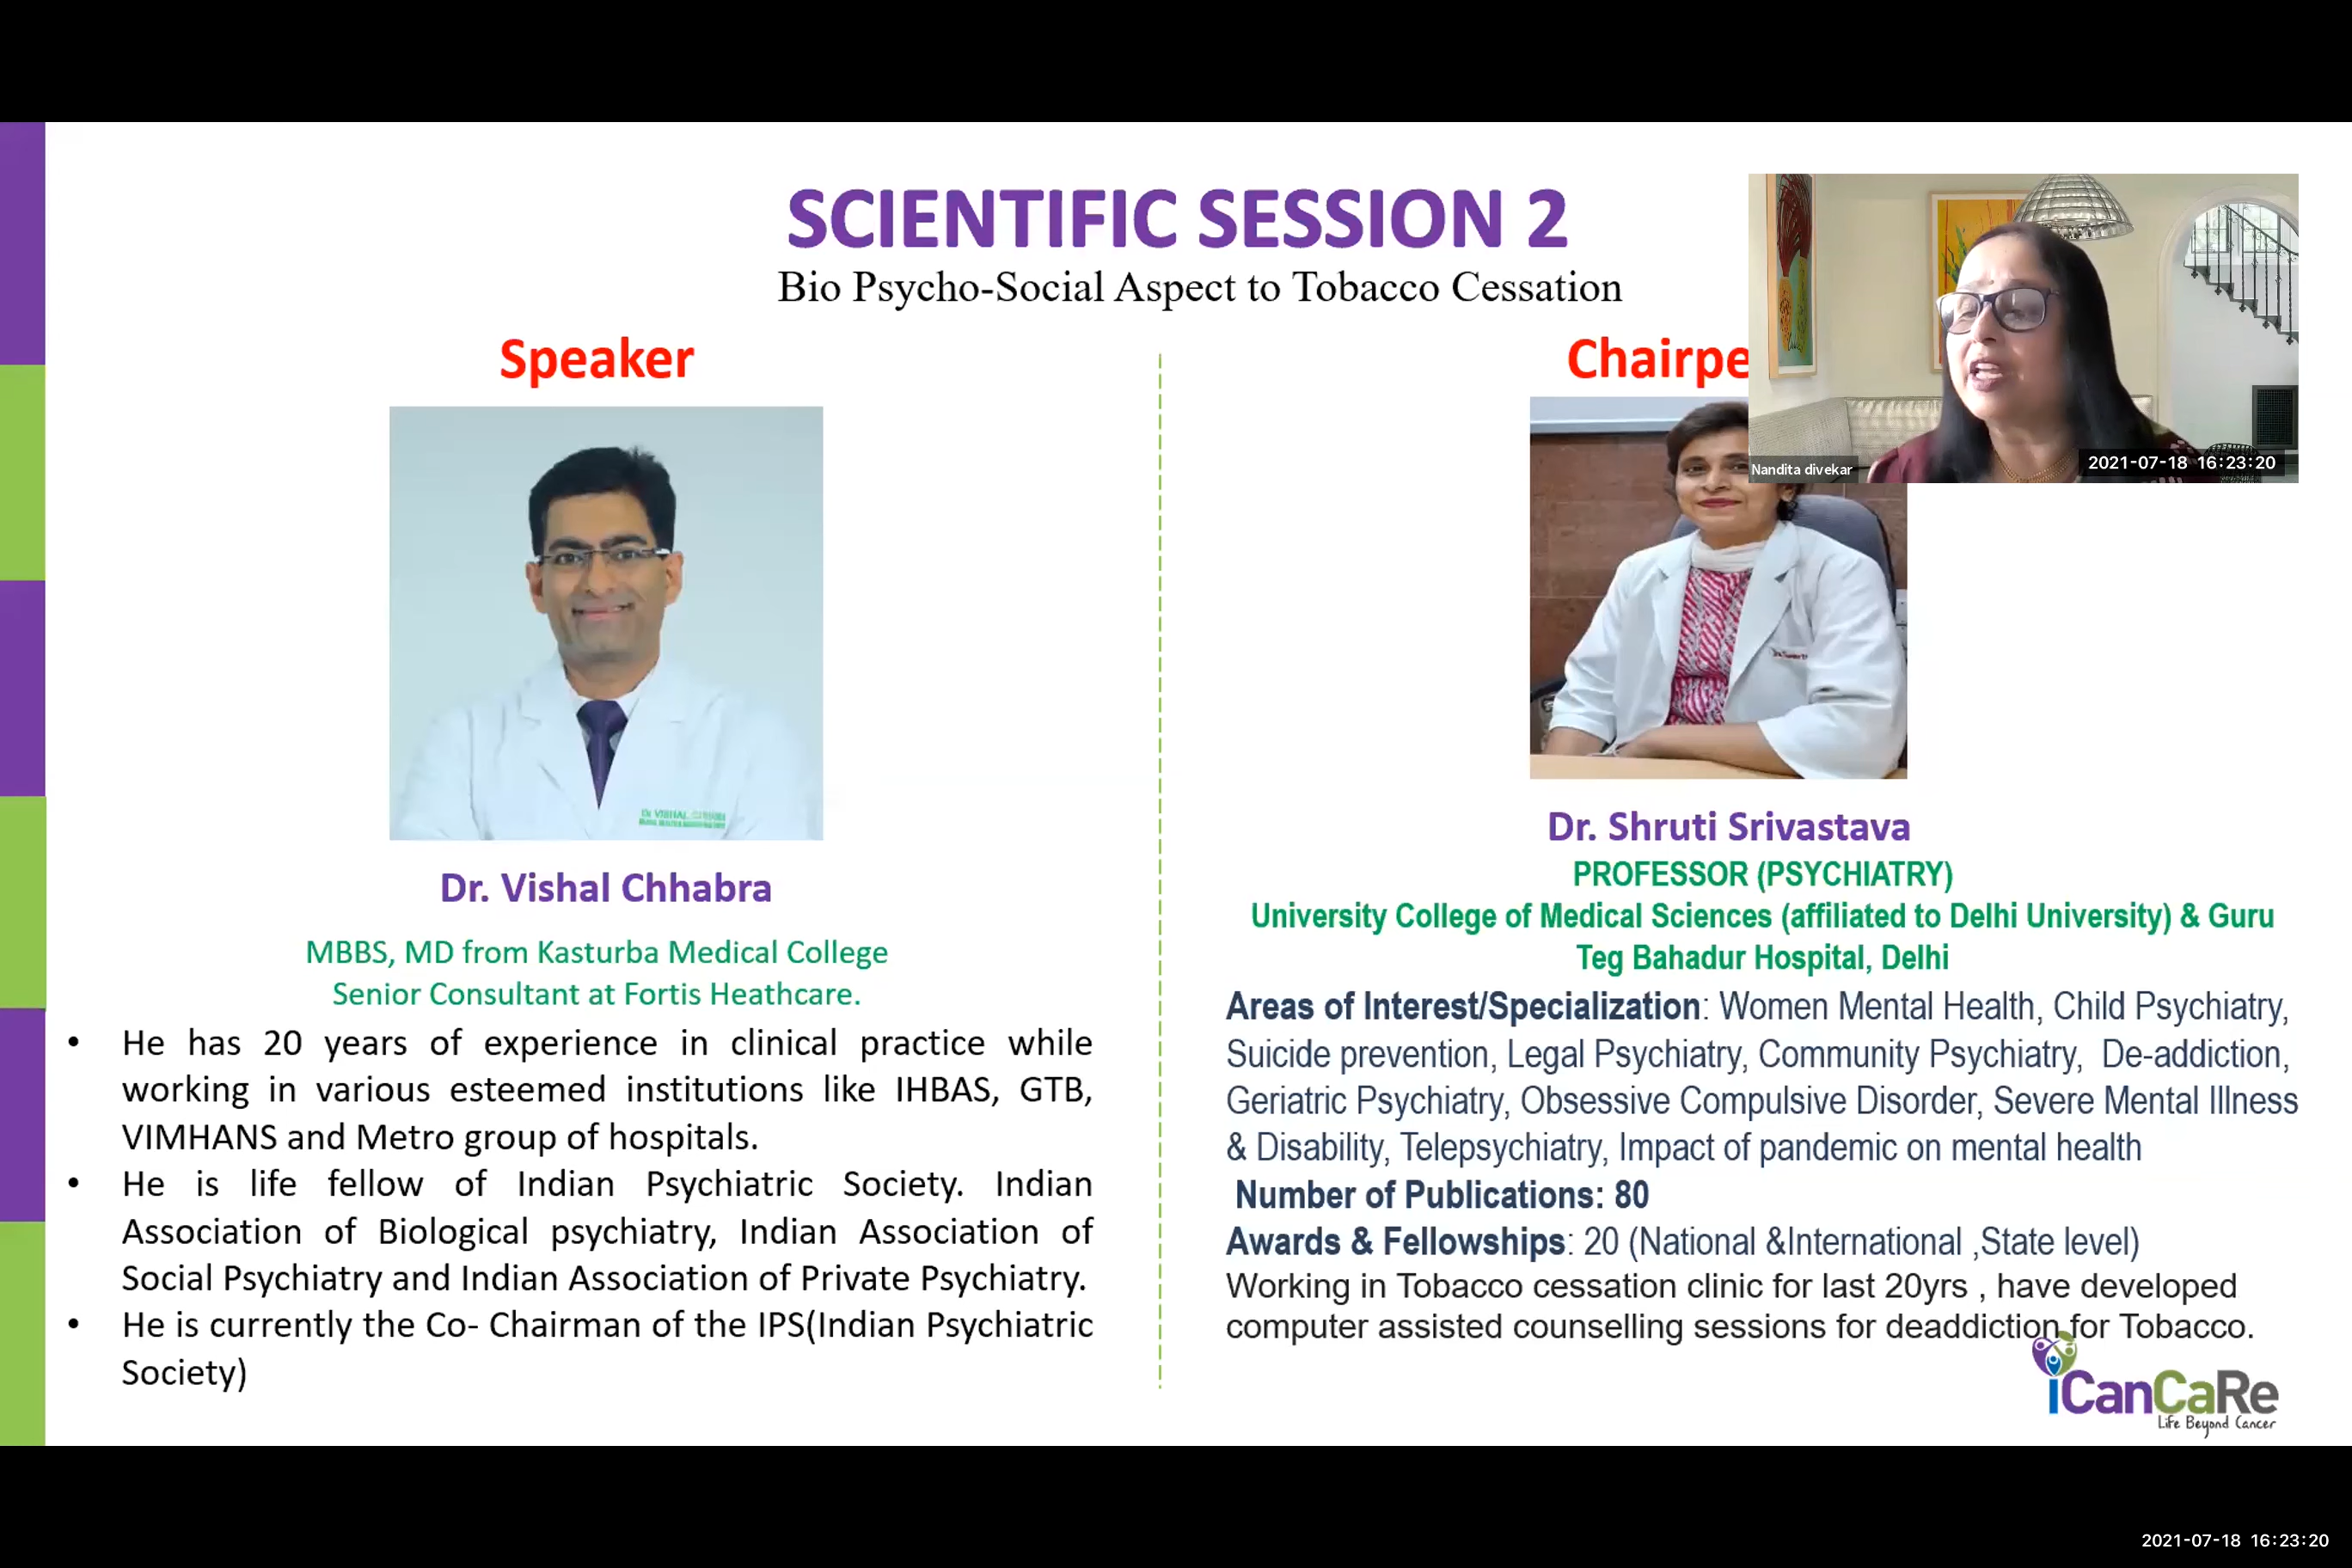 SCIENTIFIC SESSION 2
Bio Psycho-Social Aspect to Tobacco Cessation
Speaker
Dr. Vishal Chhabra
MBBS, MD from Kasturba Medical College
Senior Consultant at Fortis Heathcare.
• He has 20 years of experience in clinical practice while
working in various esteemed institutions like IHBAS, GTB,
VIMHANS and Metro group of hospitals.
• He is life fellow of Indian Psychiatric Society. Indian
Association of Biological psychiatry, Indian Association of
Social Psychiatry and Indian Association of Private Psychiatry.
• He is currently the Co- Chairman of the IPS(Indian Psychiatric
Society)
Chairpe
Nandita divekar
2021-07-18 16:23:20
Dr. Shruti Srivastava
PROFESSOR (PSYCHIATRY)
University College of Medical Sciences (affiliated to Delhi University) & Guru
Teg Bahadur Hospital, Delhi
Areas of Interest/Specialization: Women Mental Health, Child Psychiatry,
Suicide prevention, Legal Psychiatry, Community Psychiatry, De-addiction,
Geriatric Psychiatry, Obsessive Compulsive Disorder, Severe Mental Illness
& Disability, Telepsychiatry, Impact of pandemic on mental health
Number of Publications: 80
Awards & Fellowships: 20 (National &International ,State level)
Working in Tobacco cessation clinic for last 20yrs , have developed
computer assisted counselling sessions for deaddiction for Tobacco.
iCanCaRe
Life Beyond Cancer
2021-07-18 16:23:20